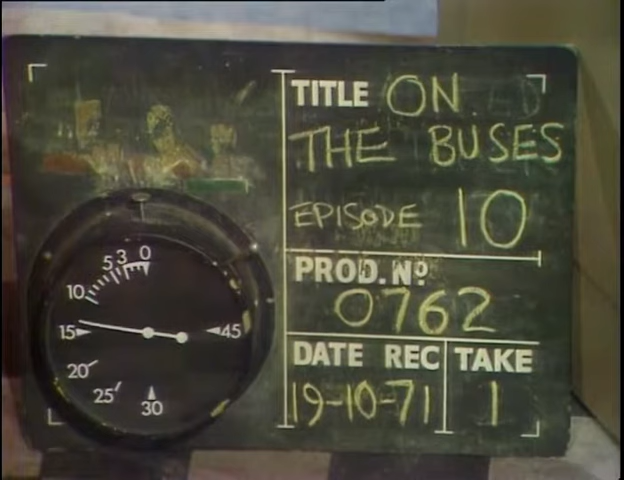 TITLE ON
THE BUSES
EPISODE 10
PROD. Nº
0762
DATE REC TAKE
19-10-71 1
0
3
5
10
15
20
25
30
45